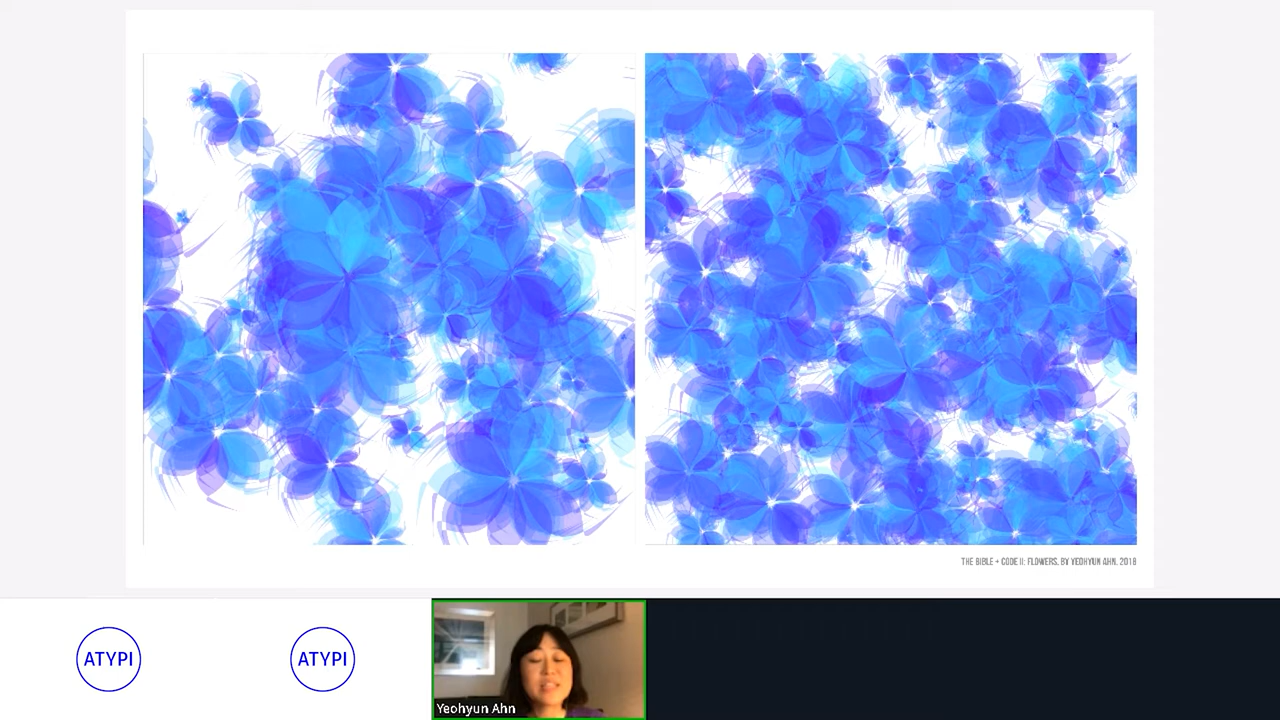 THE BIBLE + CODE II: FLOWERS, BY YEOHYUN AHN, 2018
ATYPI
ATYPI
Yeohyun Ahn